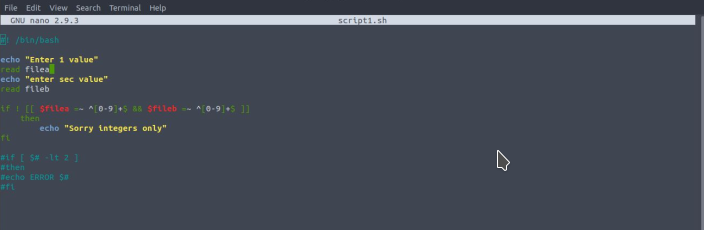 File Edit View Search Terminal Help
GNU nano 2.9.3 script1.sh
#! /bin/bash
echo "Enter 1 value"
read filea
echo "enter sec value"
read fileb
if ! [[ $filea =~ ^[0-9]+$ && $fileb =~ ^[0-9]+$ ]]
then
echo "Sorry integers only"
fi
#if [ $# -lt 2 ]
#then
#echo ERROR $#
#fi